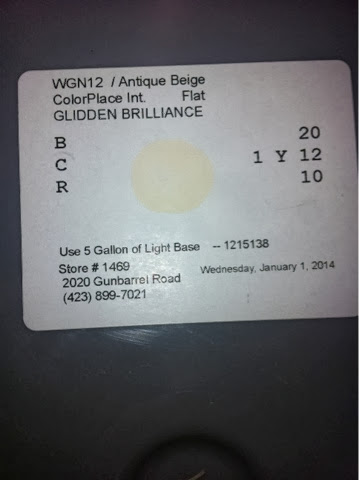 WGN12 / Antique Beige
ColorPlace Int. Flat
GLIDDEN BRILLIANCE
B 20
C 1 Y 12
R 10
Use 5 Gallon of Light Base -- 1215138
Store # 1469 Wednesday, January 1, 2014
2020 Gunbarrel Road
(423) 899-7021